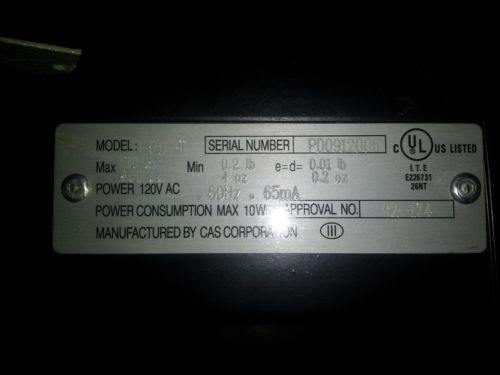 MODEL: SERIAL NUMBER
C UL US LISTED
Max Min 0.2 lb e=d= 0.01 lb
4 oz 0.2 oz
I.T.E
E226731
26NT
POWER 120V AC , 60Hz , 65mA
POWER CONSUMPTION MAX 10W APPROVAL NO.
MANUFACTURED BY CAS CORPORATION III